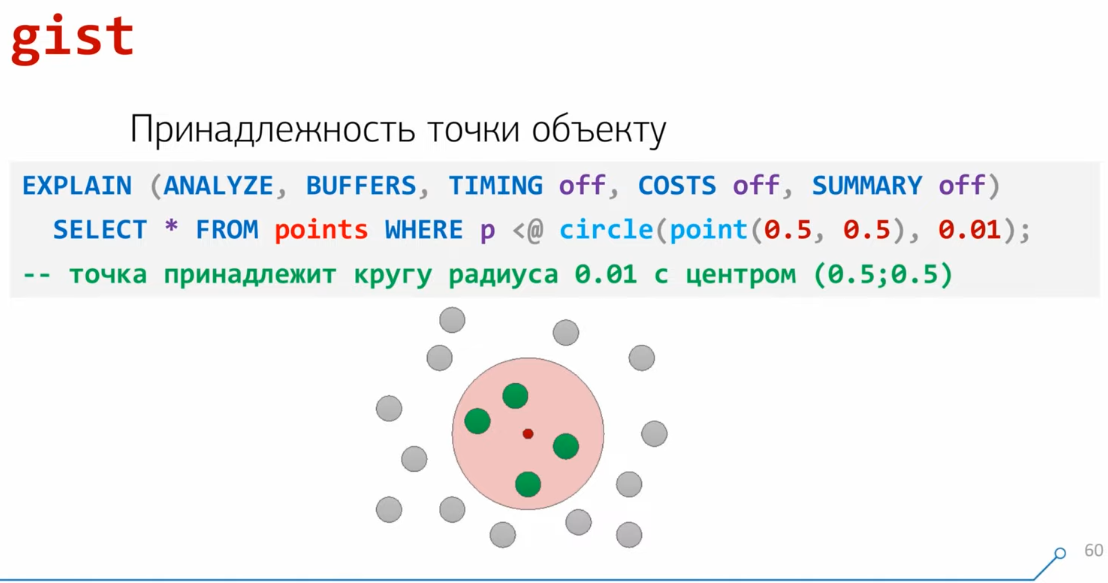 gist
Принадлежность точки объекту
EXPLAIN (ANALYZE, BUFFERS, TIMING off, COSTS off, SUMMARY off)
SELECT * FROM points WHERE p <@ circle(point(0.5, 0.5), 0.01);
-- точка принадлежит кругу радиуса 0.01 с центром (0.5;0.5)
60